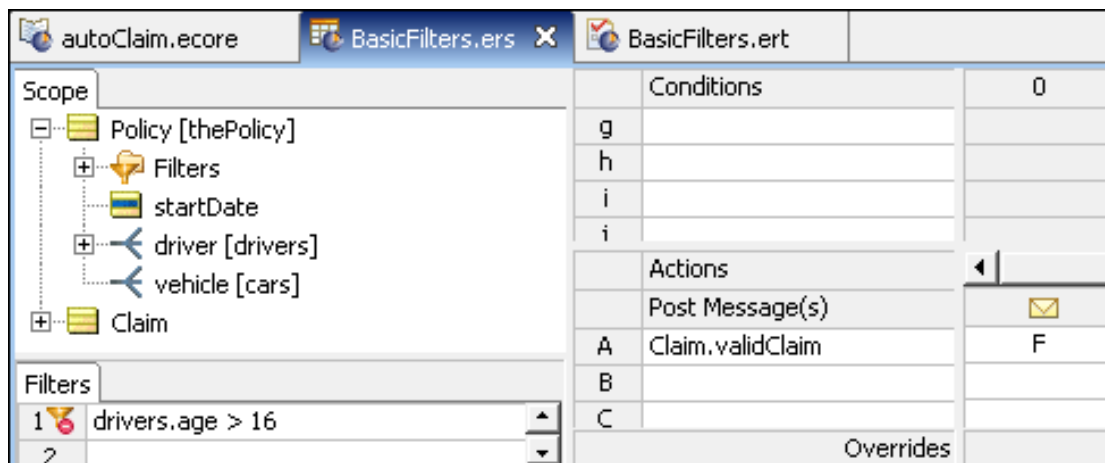 autoClaim.ecore BasicFilters.ers BasicFilters.ert
Scope
Policy [thePolicy]
Filters
startDate
driver [drivers]
vehicle [cars]
Claim
Filters
1 drivers.age > 16
2
Conditions 0
g
h
i
j
Actions
Post Message(s)
A Claim.validClaim F
B
C
Overrides